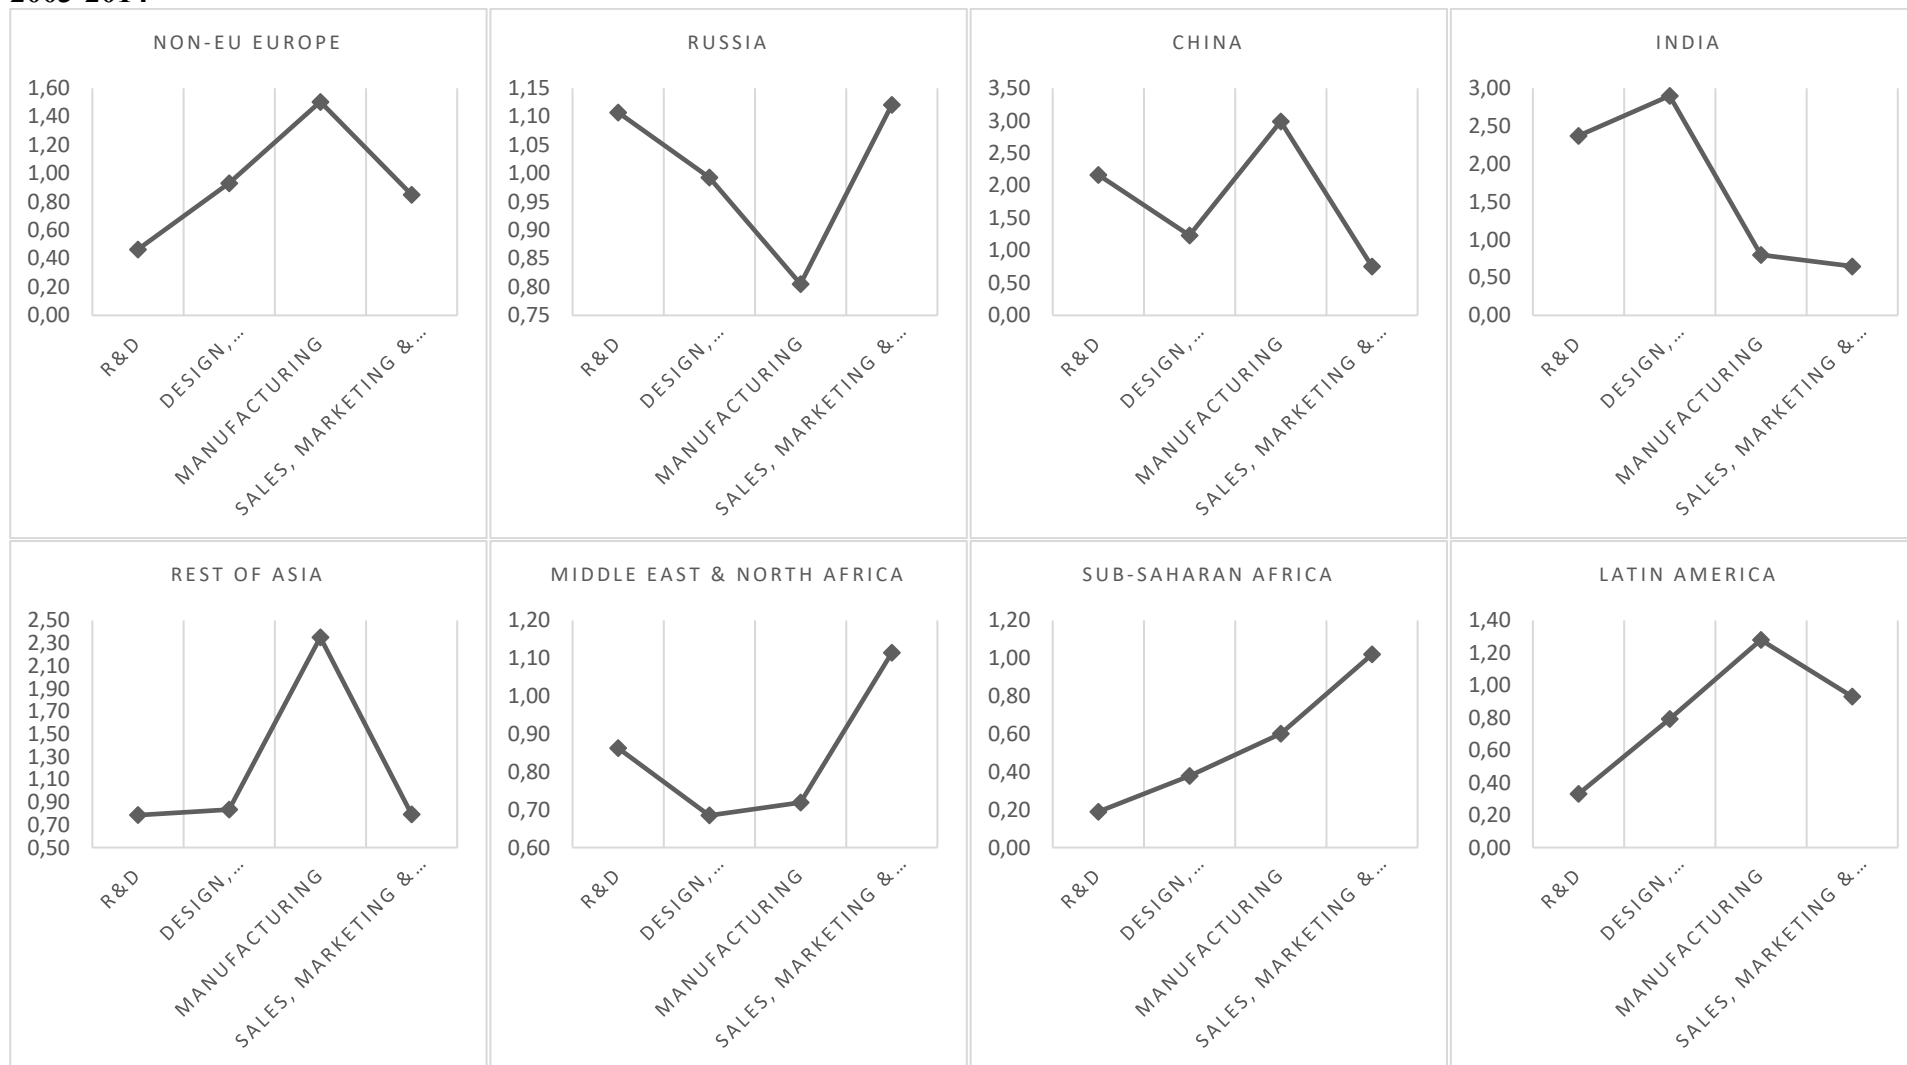 NON-EU EUROPE
1,60
1,40
1,20
1,00
0,80
0,60
0,40
0,20
0,00
R&D
DESIGN,...
MANUFACTURING
SALES, MARKETING &...
RUSSIA
1,15
1,10
1,05
1,00
0,95
0,90
0,85
0,80
0,75
R&D
DESIGN,...
MANUFACTURING
SALES, MARKETING &...
CHINA
3,50
3,00
2,50
2,00
1,50
1,00
0,50
0,00
R&D
DESIGN,...
MANUFACTURING
SALES, MARKETING &...
INDIA
3,00
2,50
2,00
1,50
1,00
0,50
0,00
R&D
DESIGN,...
MANUFACTURING
SALES, MARKETING &...
REST OF ASIA
2,50
2,30
2,10
1,90
1,70
1,50
1,30
1,10
0,90
0,70
0,50
R&D
DESIGN,...
MANUFACTURING
SALES, MARKETING &...
MIDDLE EAST & NORTH AFRICA
1,20
1,10
1,00
0,90
0,80
0,70
0,60
R&D
DESIGN,...
MANUFACTURING
SALES, MARKETING &...
SUB-SAHARAN AFRICA
1,20
1,00
0,80
0,60
0,40
0,20
0,00
R&D
DESIGN,...
MANUFACTURING
SALES, MARKETING &...
LATIN AMERICA
1,40
1,20
1,00
0,80
0,60
0,40
0,20
0,00
R&D
DESIGN,...
MANUFACTURING
SALES, MARKETING &...